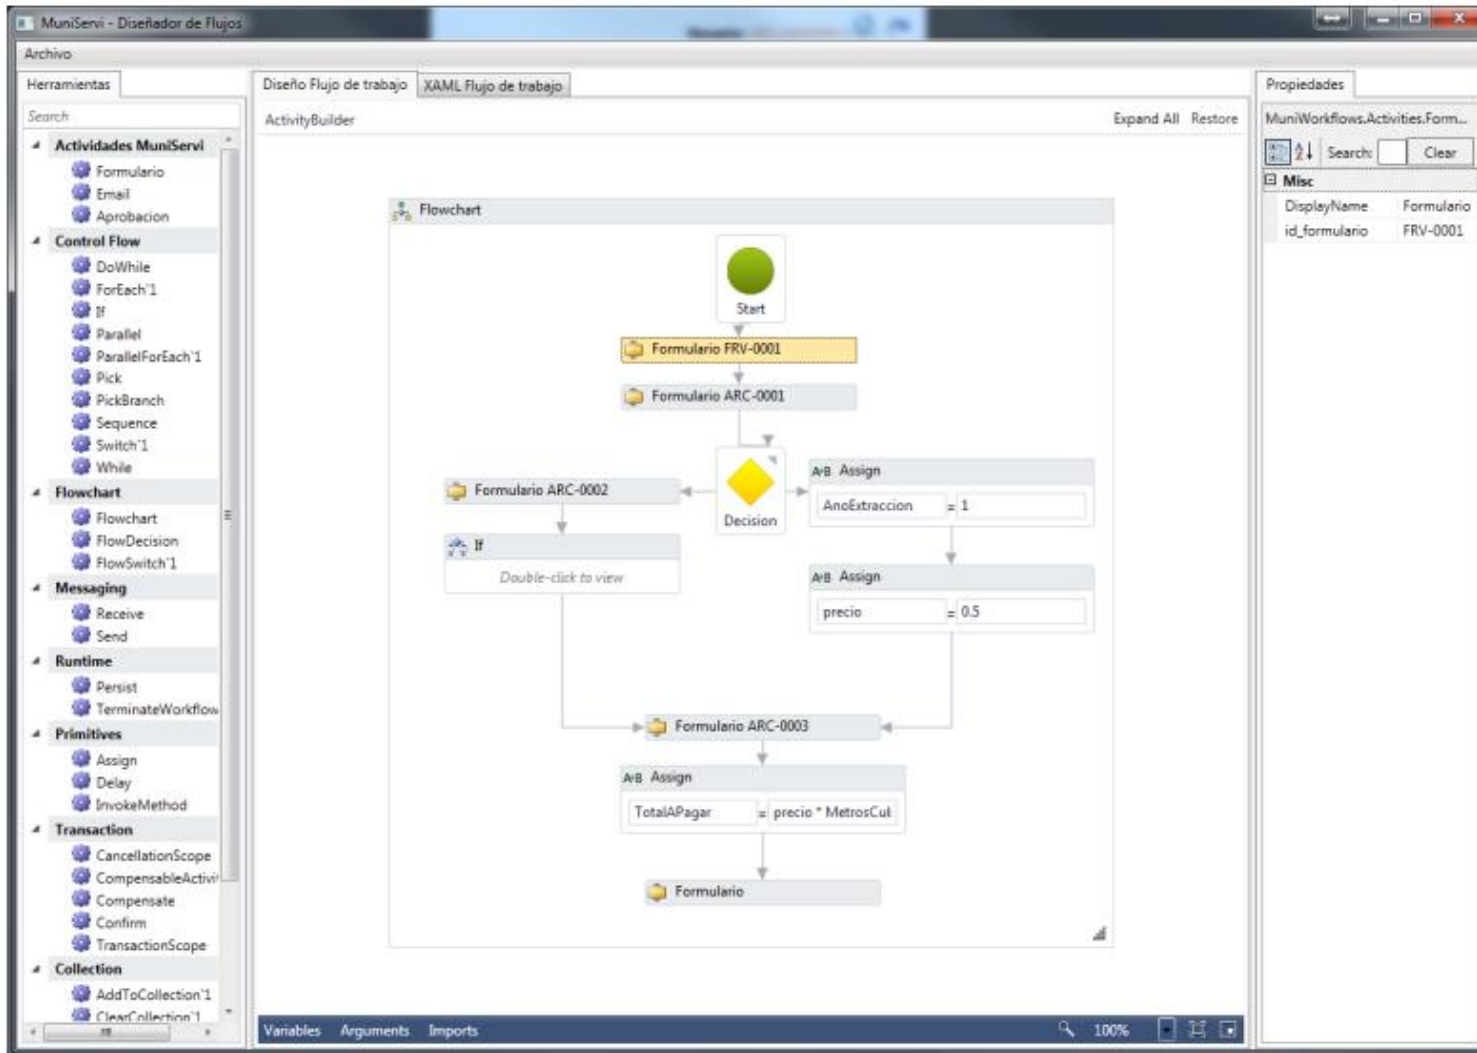 MuniServi - Diseñador de Flujos
Archivo
Herramientas
Search
Actividades MuniServi
Formulario
Email
Aprobacion
Control Flow
DoWhile
ForEach`1
If
Parallel
ParallelForEach`1
Pick
PickBranch
Sequence
Switch`1
While
Flowchart
Flowchart
FlowDecision
FlowSwitch`1
Messaging
Receive
Send
Runtime
Persist
TerminateWorkflow
Primitives
Assign
Delay
InvokeMethod
Transaction
CancellationScope
CompensableActivi
Compensate
Confirm
TransactionScope
Collection
AddToCollection`1
ClearCollection`1
Diseño Flujo de trabajo XAML Flujo de trabajo
ActivityBuilder Expand All Restore
Flowchart
Start
Formulario FRV-0001
Formulario ARC-0001
Decision
Formulario ARC-0002
If
Double-click to view
A+B Assign
AnoExtraccion = 1
A+B Assign
precio = 0.5
Formulario ARC-0003
A+B Assign
TotalAPagar = precio * MetrosCul
Formulario
Variables Arguments Imports 100%
Propiedades
MuniWorkflows.Activities.Form...
Search: Clear
Misc
DisplayName Formulario
id_formulario FRV-0001